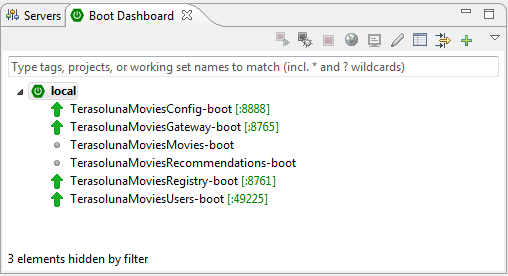 Servers Boot Dashboard
Type tags, projects, or working set names to match (incl. * and ? wildcards)
local
TerasolunaMoviesConfig-boot [:8888]
TerasolunaMoviesGateway-boot [:8765]
TerasolunaMoviesMovies-boot
TerasolunaMoviesRecommendations-boot
TerasolunaMoviesRegistry-boot [:8761]
TerasolunaMoviesUsers-boot [:49225]
3 elements hidden by filter